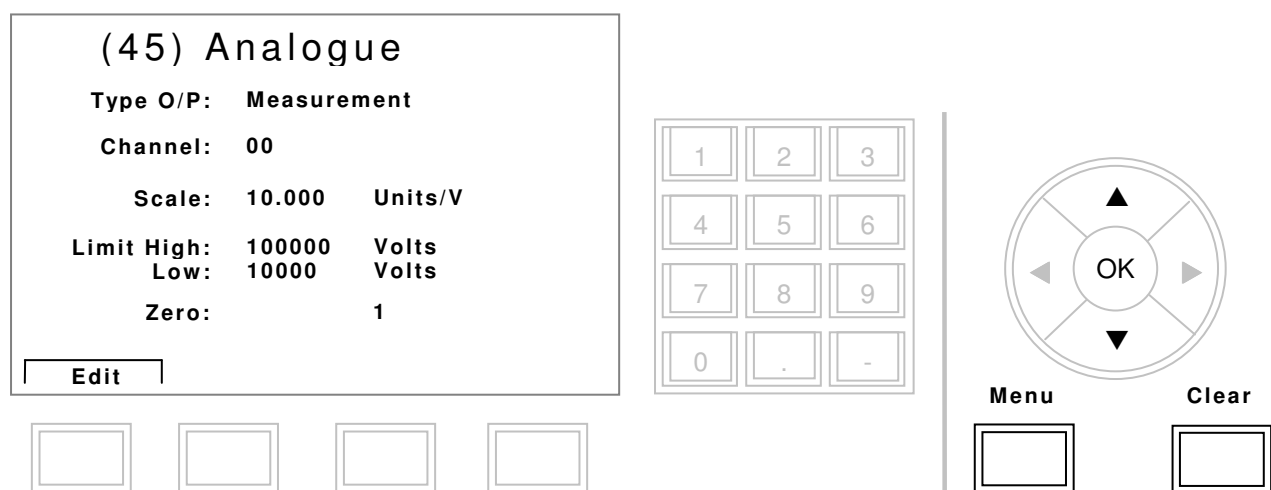 (45) Analogue
Type O/P: Measurement
Channel: 00
Scale: 10.000 Units/V
Limit High: 100000 Volts
Low: 10000 Volts
Zero: 1
Edit
1 2 3
4 5 6
7 8 9
0 . -
OK
Menu Clear